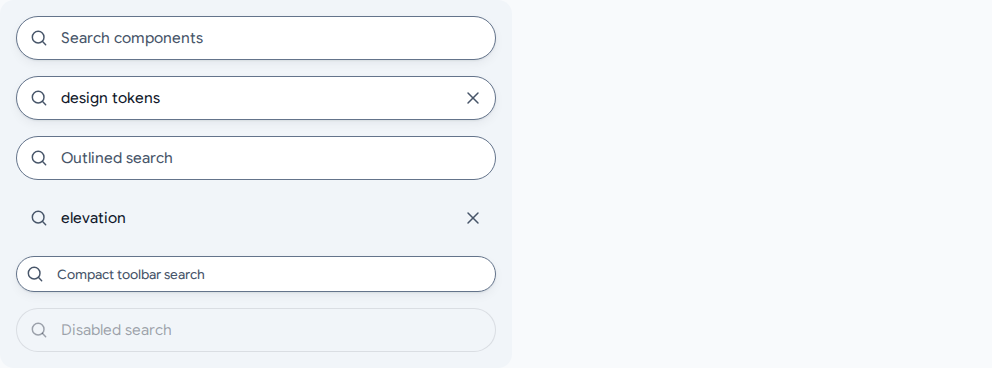 Search components
design tokens
Outlined search
elevation
Compact toolbar search
Disabled search